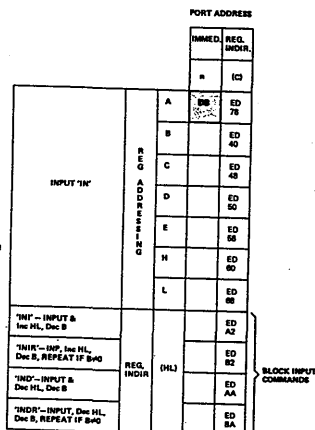 PORT ADDRESS
IMMED. REG. INDIR.
n (C)
INPUT 'IN'
REG ADDRESSING
A DB ED 78
B ED 40
C ED 48
D ED 50
E ED 58
H ED 60
L ED 68
'INI' – INPUT &
Inc HL, Dec B
ED A2
'INIR' – INP, Inc HL,
Dec B, REPEAT IF B≠0
ED B2
'IND' – INPUT &
Dec HL, Dec B
ED AA
'INDR' – INPUT, Dec HL,
Dec B, REPEAT IF B≠0
ED BA
REG. INDIR
(HL)
BLOCK INPUT
COMMANDS